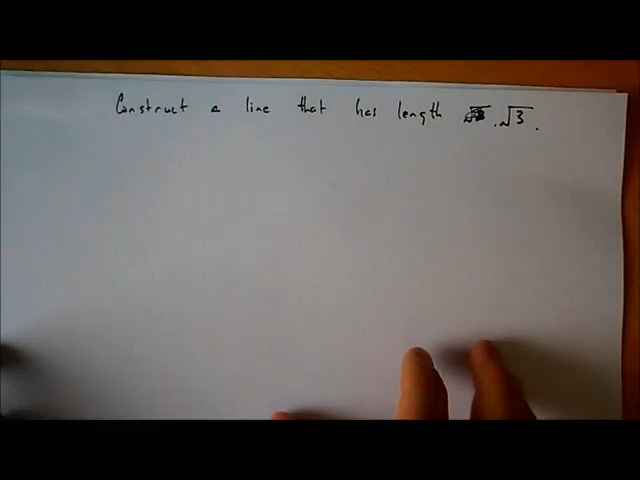 Construct a line that has length . √3 .